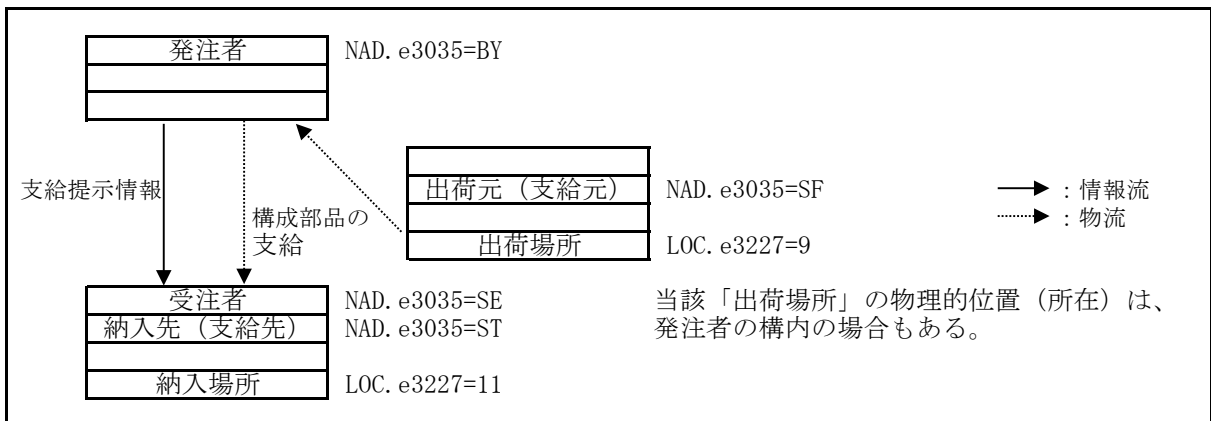 発注者 NAD.e3035=BY
支給提示情報
構成部品の
支給
出荷元（支給元） NAD.e3035=SF
出荷場所 LOC.e3227=9
：情報流
：物流
受注者 NAD.e3035=SE
納入先（支給先） NAD.e3035=ST
納入場所 LOC.e3227=11
当該「出荷場所」の物理的位置（所在）は、
発注者の構内の場合もある。